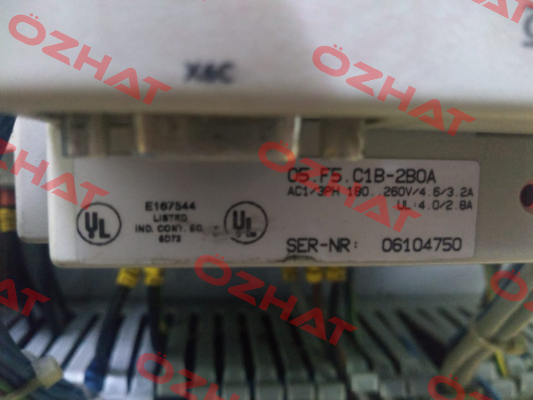 X6C
05.F5.C1B-2B0A
AC1/3PH 180..260V/4.6/3.2A
UL:4.0/2.8A
E167544
LISTED
IND. CONT. EQ.
6D73
UL
UL
SER-NR: 06104750
ÖZHAT
ÖZHAT
ÖZHAT
ÖZHAT
ÖZHAT
ÖZHAT
ÖZHAT
ÖZHAT